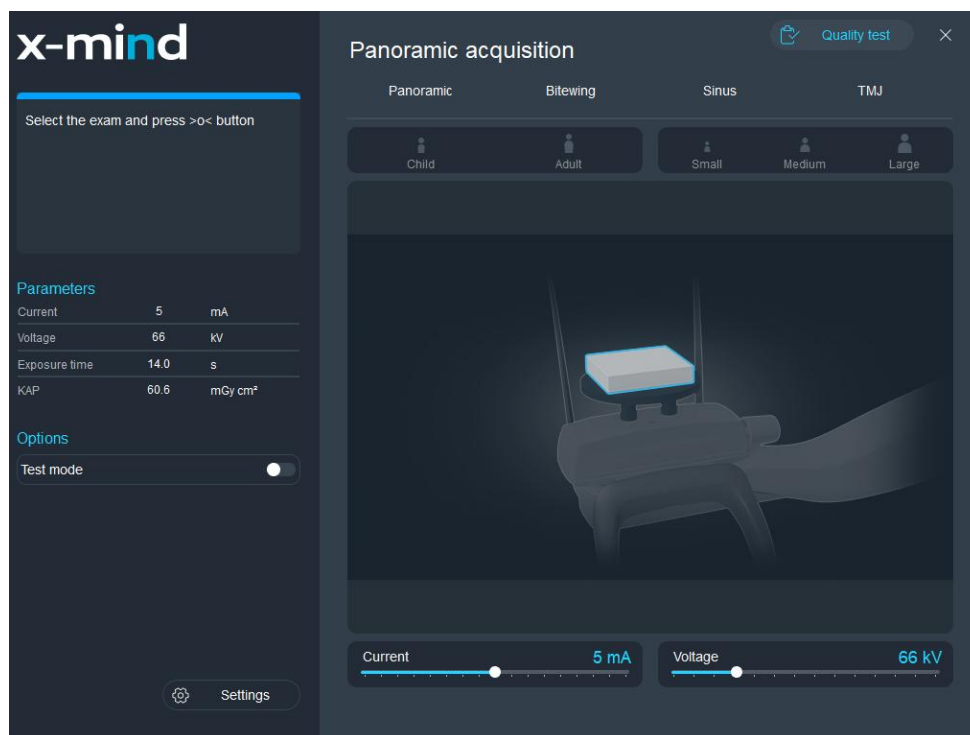 x-mind
Select the exam and press >o< button
Parameters
Current 5 mA
Voltage 66 kV
Exposure time 14.0 s
KAP 60.6 mGy cm²
Options
Test mode
Settings
Quality test
Panoramic acquisition
Panoramic Bitewing Sinus TMJ
Child Adult Small Medium Large
Current 5 mA Voltage 66 kV